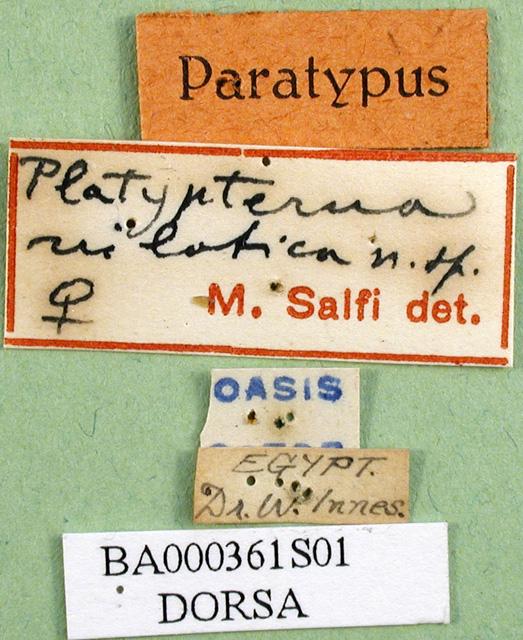 Paratypus
Platypterna
nilotica n. sp.
♀
M. Salfi det.
OASIS
EGYPT.
Dr. W. Innes.
BA000361S01
DORSA